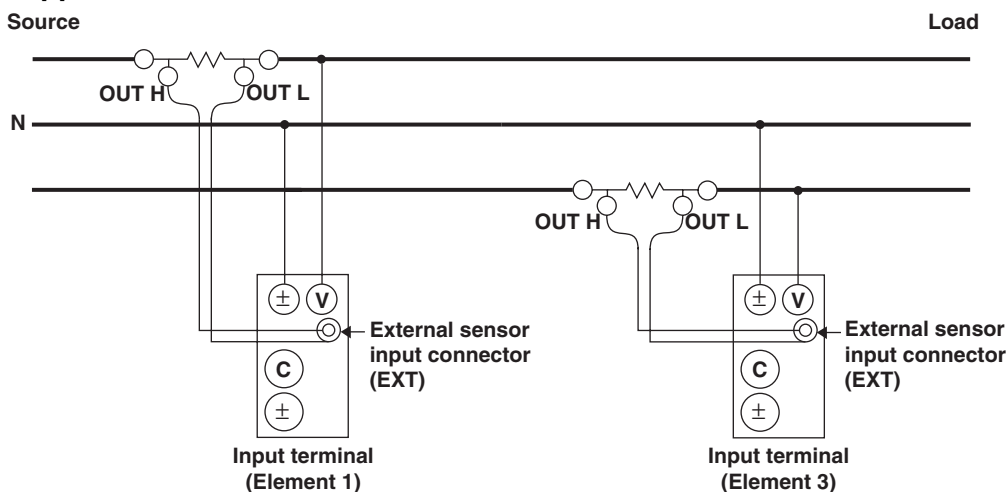 Source
Load
OUT H
OUT L
N
OUT H
OUT L
±
V
±
V
External sensor
input connector
(EXT)
External sensor
input connector
(EXT)
C
C
±
±
Input terminal
(Element 1)
Input terminal
(Element 3)